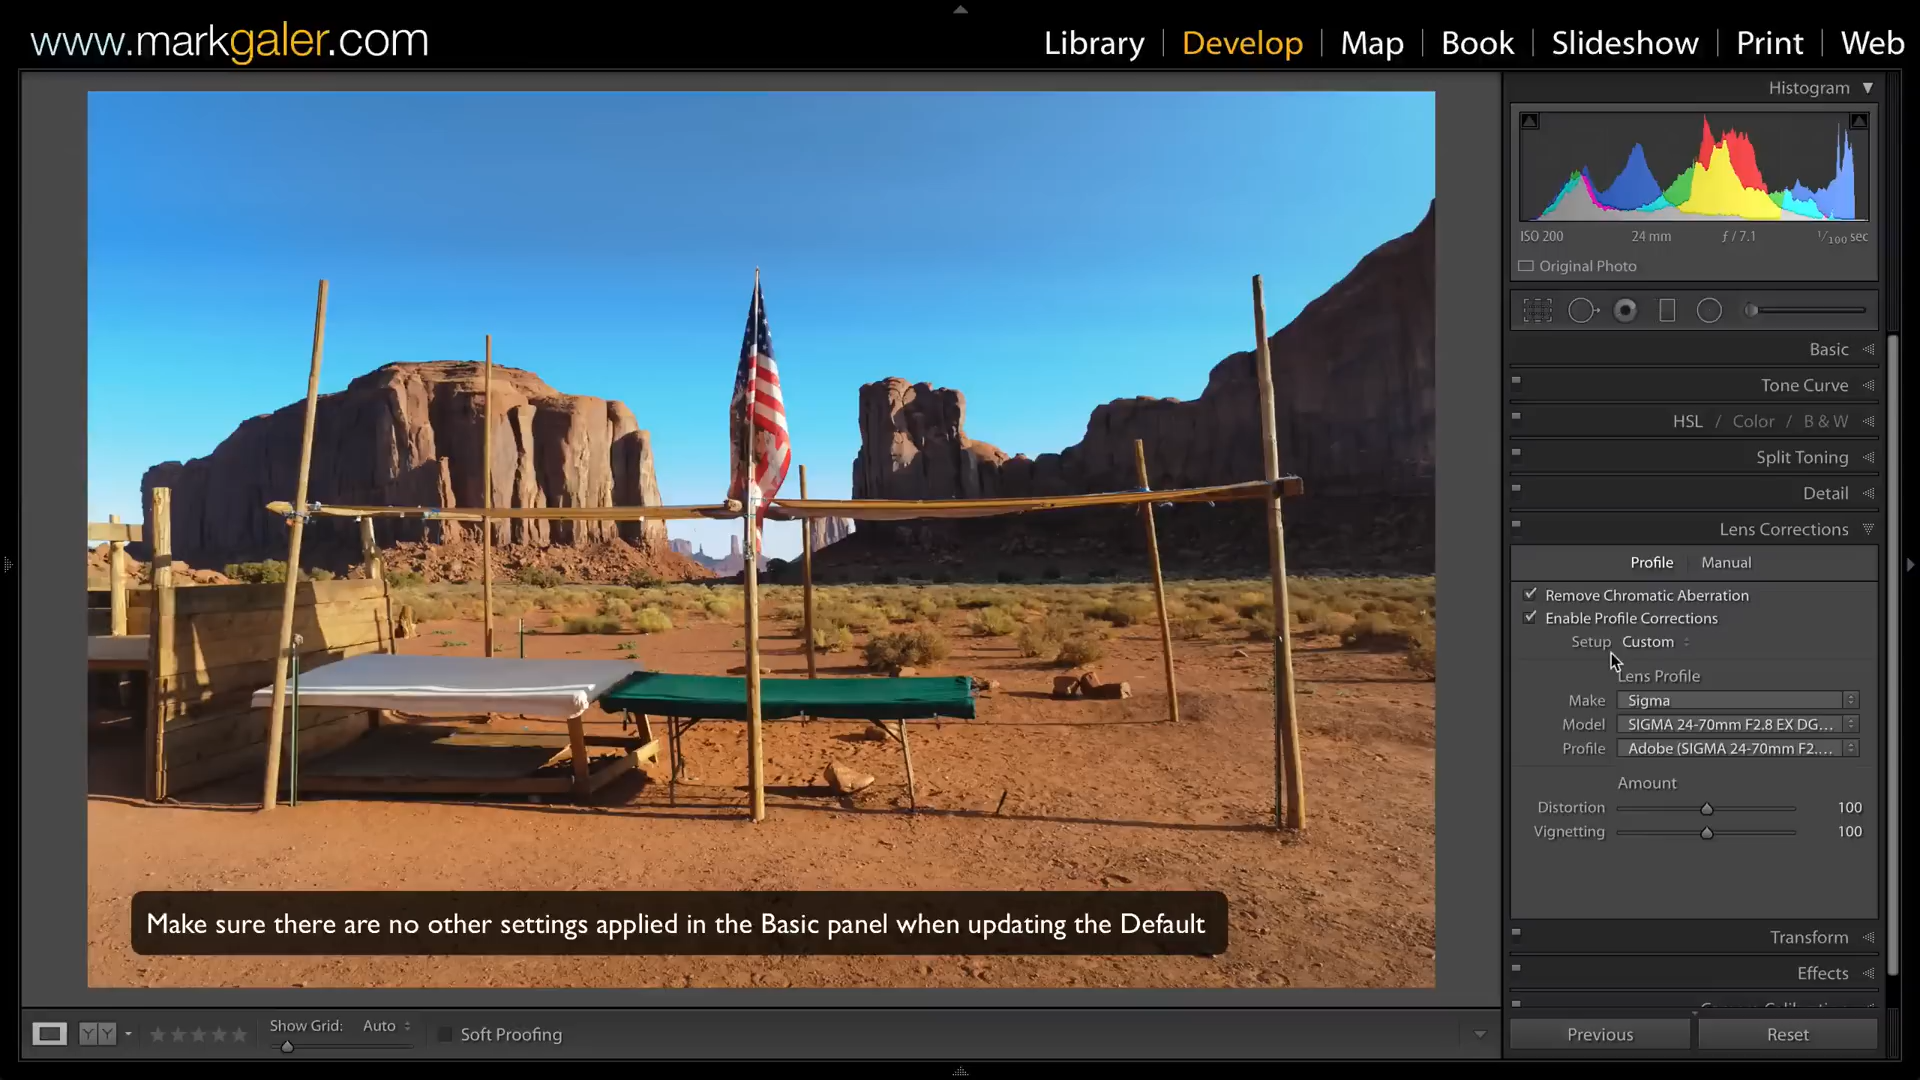 www.markgaler.com
Library | Develop | Map | Book | Slideshow | Print | Web
Histogram
ISO 200 24 mm ƒ / 7.1 1/100 sec
Original Photo
Basic
Tone Curve
HSL / Color / B & W
Split Toning
Detail
Lens Corrections
Profile Manual
Remove Chromatic Aberration
Enable Profile Corrections
Setup Custom
Lens Profile
Make Sigma
Model SIGMA 24-70mm F2.8 EX DG...
Profile Adobe (SIGMA 24-70mm F2....
Amount
Distortion 100
Vignetting 100
Make sure there are no other settings applied in the Basic panel when updating the Default
Transform
Effects
Show Grid: Auto Soft Proofing
Previous Reset